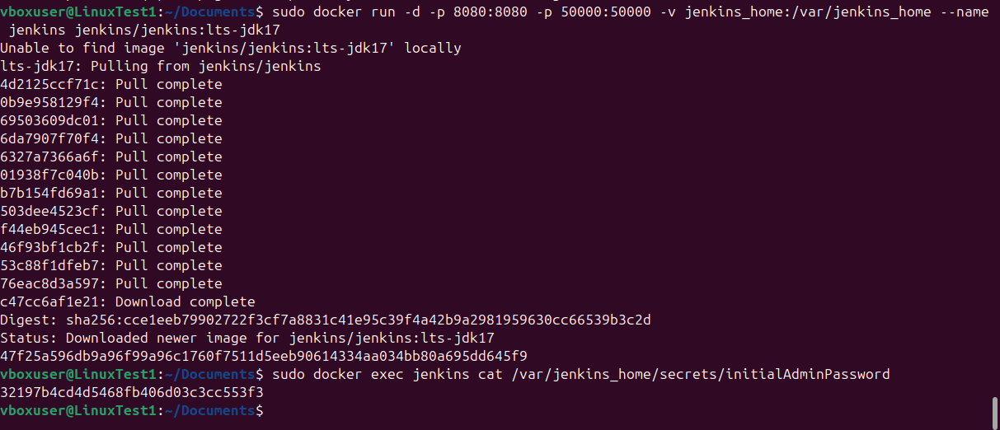 vboxuser@LinuxTest1:~/Documents$ sudo docker run -d -p 8080:8080 -p 50000:50000 -v jenkins_home:/var/jenkins_home --name
jenkins jenkins/jenkins:lts-jdk17
Unable to find image 'jenkins/jenkins:lts-jdk17' locally
lts-jdk17: Pulling from jenkins/jenkins
4d2125ccf71c: Pull complete
0b9e958129f4: Pull complete
69503609dc01: Pull complete
6da7907f70f4: Pull complete
6327a7366a6f: Pull complete
01938f7c040b: Pull complete
b7b154fd69a1: Pull complete
503dee4523cf: Pull complete
f44eb945cec1: Pull complete
46f93bf1cb2f: Pull complete
53c88f1dfeb7: Pull complete
76eac8d3a597: Pull complete
c47cc6af1e21: Download complete
Digest: sha256:cce1eeb79902722f3cf7a8831c41e95c39f4a42b9a2981959630cc66539b3c2d
Status: Downloaded newer image for jenkins/jenkins:lts-jdk17
47f25a596db9a96f99a96c1760f7511d5eeb90614334aa034bb80a695dd645f9
vboxuser@LinuxTest1:~/Documents$ sudo docker exec jenkins cat /var/jenkins_home/secrets/initialAdminPassword
32197b4cd4d5468fb406d03c3cc553f3
vboxuser@LinuxTest1:~/Documents$